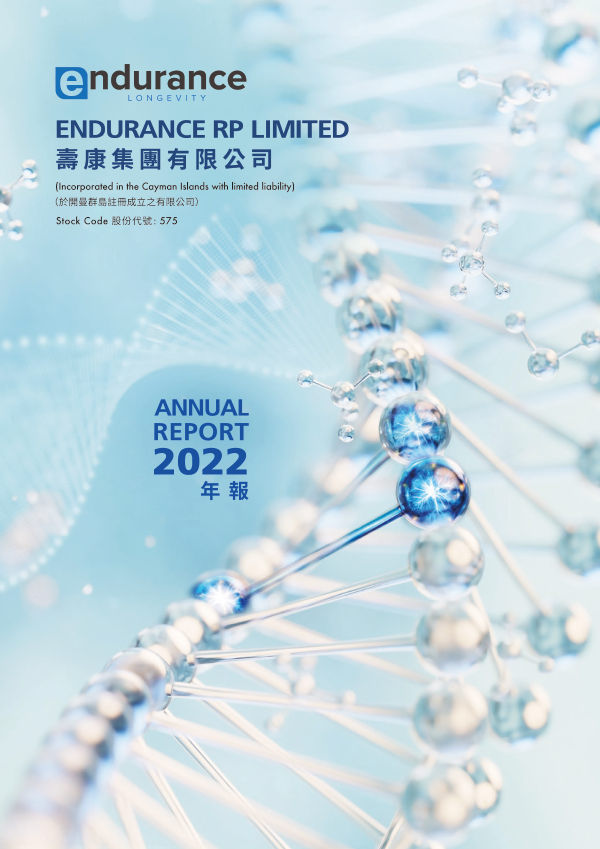 endurance
LONGEVITY
ENDURANCE RP LIMITED
壽康集團有限公司
(Incorporated in the Cayman Islands with limited liability)
(於開曼群島註冊成立之有限公司)
Stock Code 股份代號: 575
ANNUAL
REPORT
2022
年報